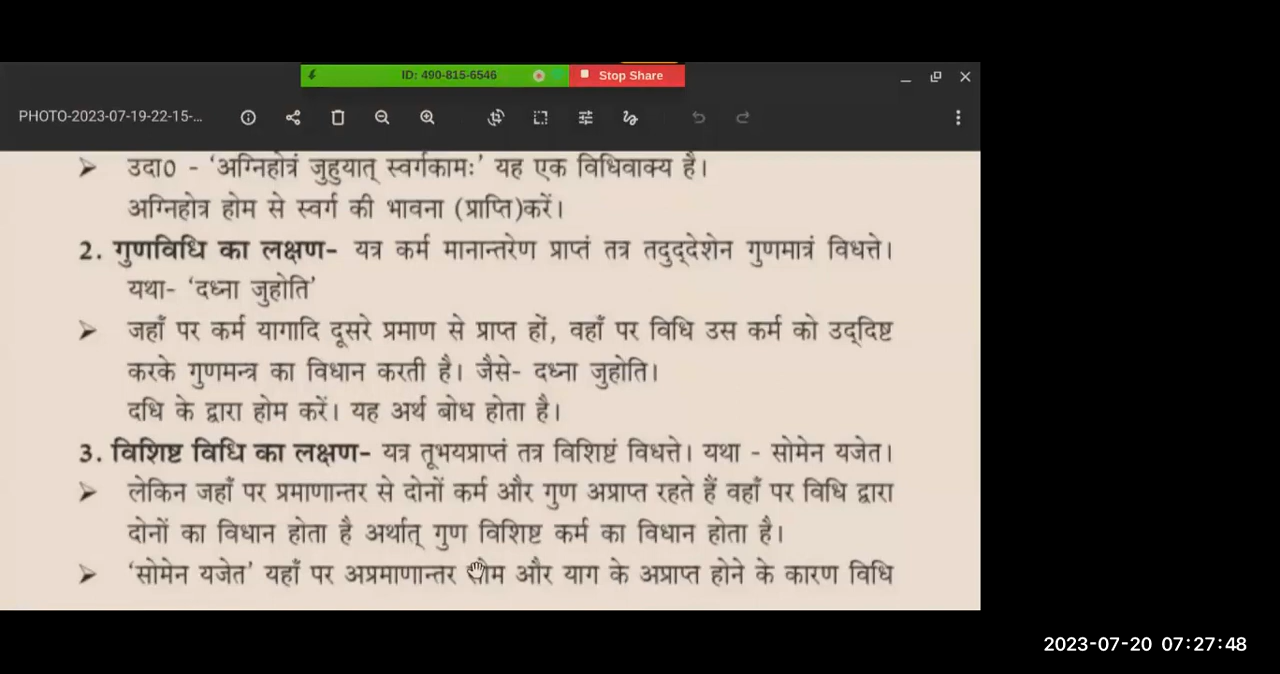 ID: 490-815-6546 Stop Share
PHOTO-2023-07-19-22-15-...
उदा0 - ‘अग्निहोत्रं जुहुयात् स्वर्गकामः’ यह एक विधिवाक्य है।
अग्निहोत्र होम से स्वर्ग की भावना (प्राप्ति)करें।
2. गुणविधि का लक्षण- यत्र कर्म मानान्तरेण प्राप्तं तत्र तदुद्देशेन गुणमात्रं विधत्ते।
यथा- ‘दध्ना जुहोति’
जहाँ पर कर्म यागादि दूसरे प्रमाण से प्राप्त हों, वहाँ पर विधि उस कर्म को उद्दिष्ट
करके गुणमन्त्र का विधान करती है। जैसे- दध्ना जुहोति।
दधि के द्वारा होम करें। यह अर्थ बोध होता है।
3. विशिष्ट विधि का लक्षण- यत्र तूभयप्राप्तं तत्र विशिष्टं विधत्ते। यथा - सोमेन यजेत।
लेकिन जहाँ पर प्रमाणान्तर से दोनों कर्म और गुण अप्राप्त रहते हैं वहाँ पर विधि द्वारा
दोनों का विधान होता है अर्थात् गुण विशिष्ट कर्म का विधान होता है।
‘सोमेन यजेत’ यहाँ पर अप्रमाणान्तर और याग के अप्राप्त होने के कारण विधि
2023-07-20 07:27:48